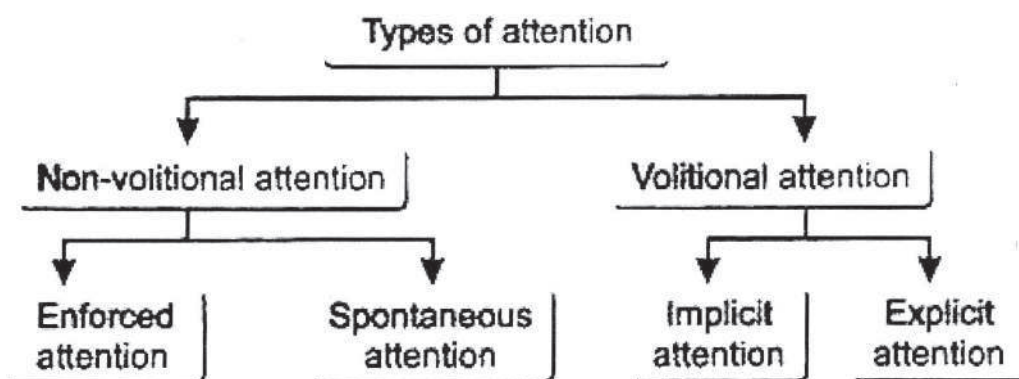 Types of attention
Non-volitional attention
Volitional attention
Enforced
attention
Spontaneous
attention
Implicit
attention
Explicit
attention